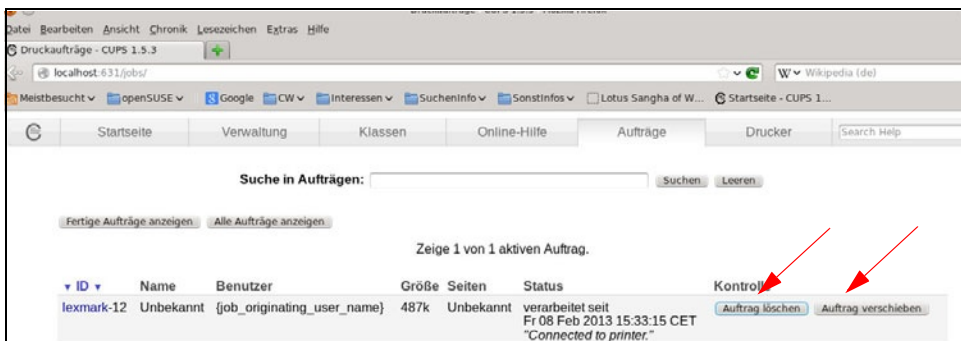 Datei Bearbeiten Ansicht Chronik Lesezeichen Extras Hilfe
Druckaufträge - CUPS 1.5.3
localhost:631/jobs/
Wikipedia (de)
Meistbesucht openSUSE Google CW Interessen SuchenInfo SonstInfos Lotus Sangha of W... Startseite - CUPS 1...
Startseite Verwaltung Klassen Online-Hilfe Aufträge Drucker Search Help
Suche in Aufträgen: Suchen Leeren
Fertige Aufträge anzeigen Alle Aufträge anzeigen
Zeige 1 von 1 aktiven Auftrag.
ID Name Benutzer Größe Seiten Status
lexmark-12 Unbekannt {job_originating_user_name} 487k Unbekannt verarbeitet seit Auftrag löschen Auftrag verschieben
Fr 08 Feb 2013 15:33:15 CET
"Connected to printer."